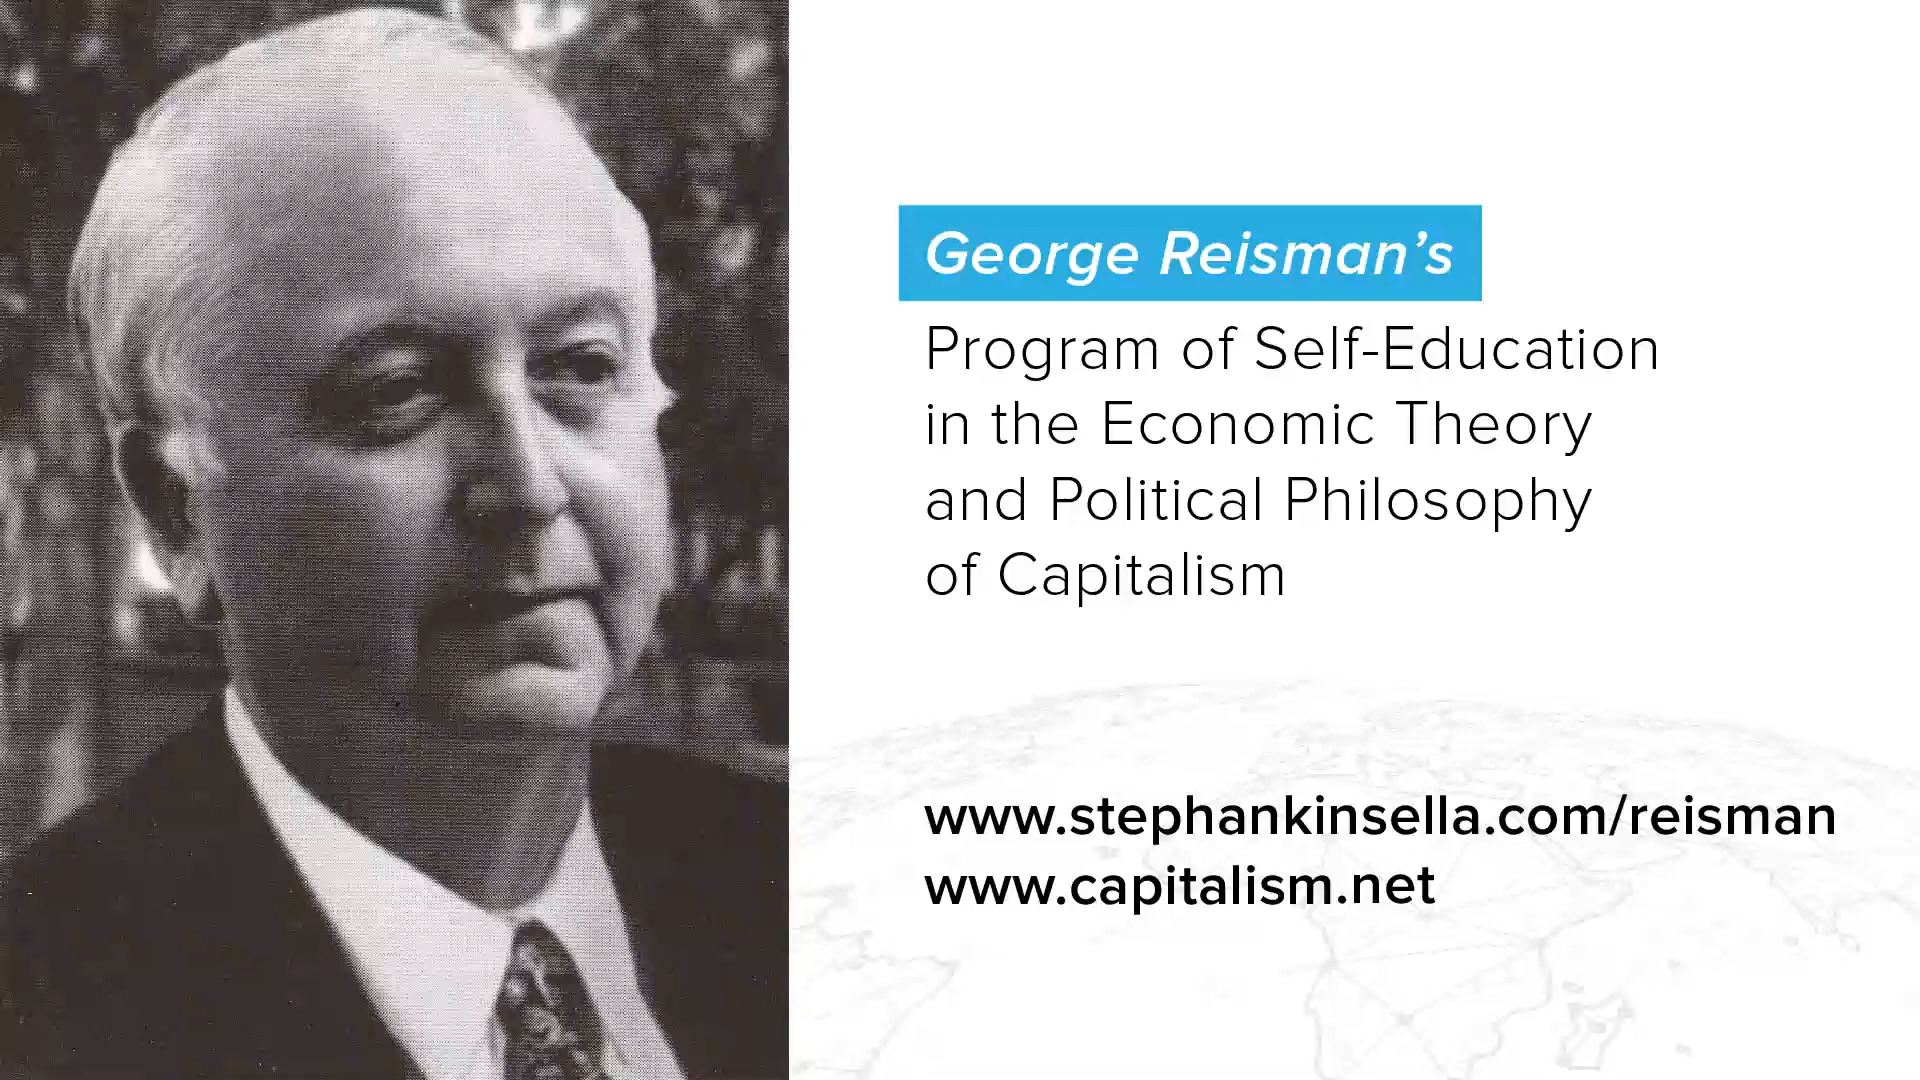 George Reisman’s
Program of Self-Education
in the Economic Theory
and Political Philosophy
of Capitalism
www.stephankinsella.com/reisman
www.capitalism.net